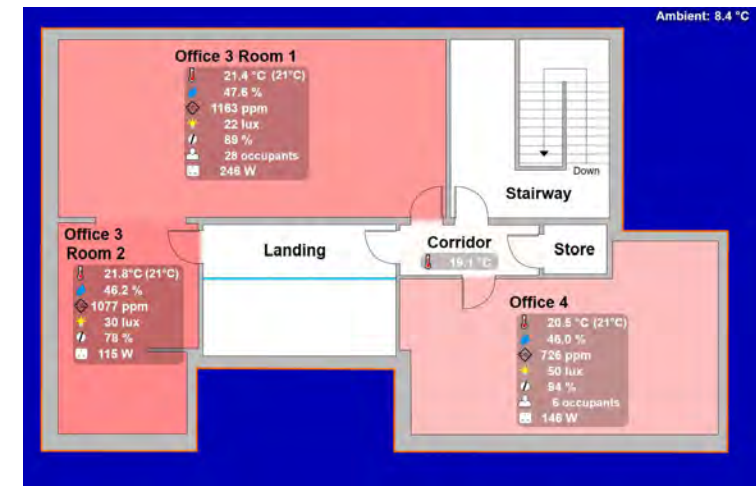 Ambient: 8.4 °C
Office 3 Room 1
21.4 °C (21°C)
47.6 %
1163 ppm
22 lux
89 %
28 occupants
246 W
Down
Stairway
Office 3
Room 2
21.8°C (21°C)
46.2 %
1077 ppm
30 lux
78 %
115 W
Landing
Corridor
19.1 °C
Store
Office 4
20.5 °C (21°C)
46.0 %
726 ppm
50 lux
94 %
6 occupants
146 W